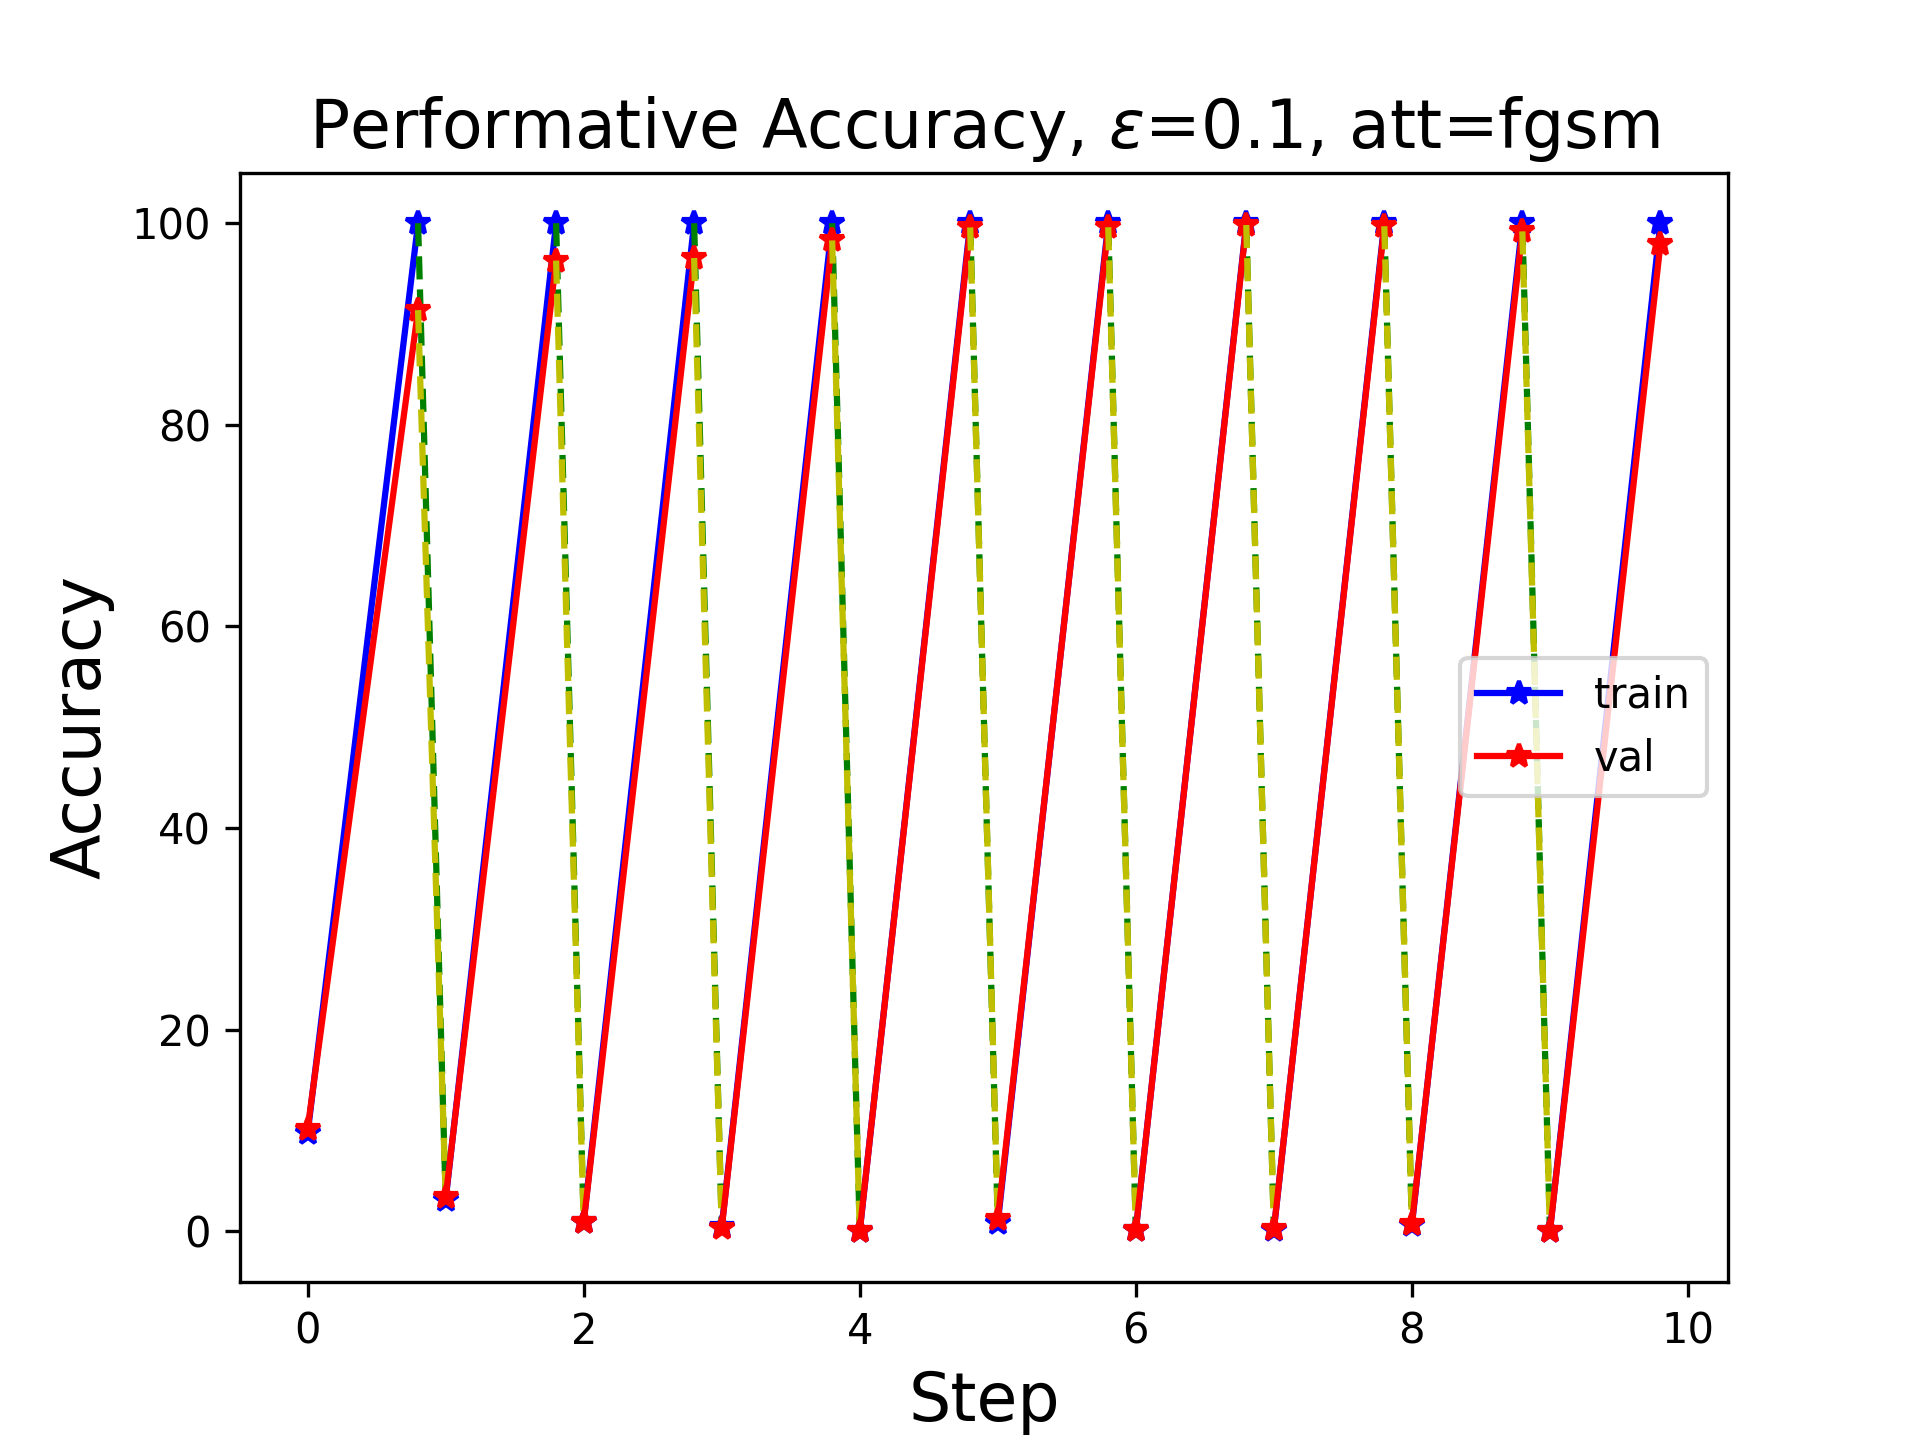 Performative Accuracy, ε=0.1, att=fgsm
Accuracy
100
80
60
40
20
0
train
val
0 2 4 6 8 10
Step